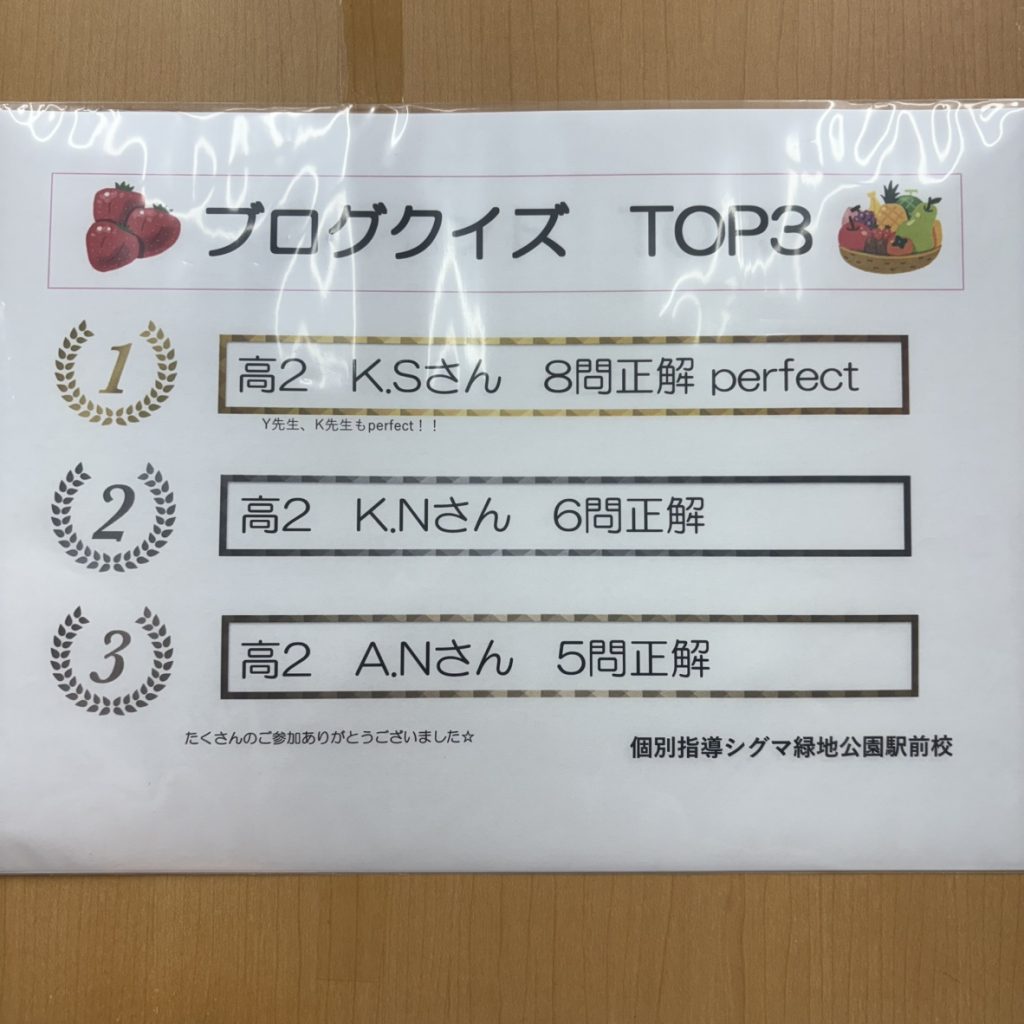 ブログクイズ TOP3
1
高2 K.Sさん 8問正解 perfect
Y先生、K先生もperfect!!
2
高2 K.Nさん 6問正解
3
高2 A.Nさん 5問正解
たくさんのご参加ありがとうございました☆
個別指導シグマ緑地公園駅前校